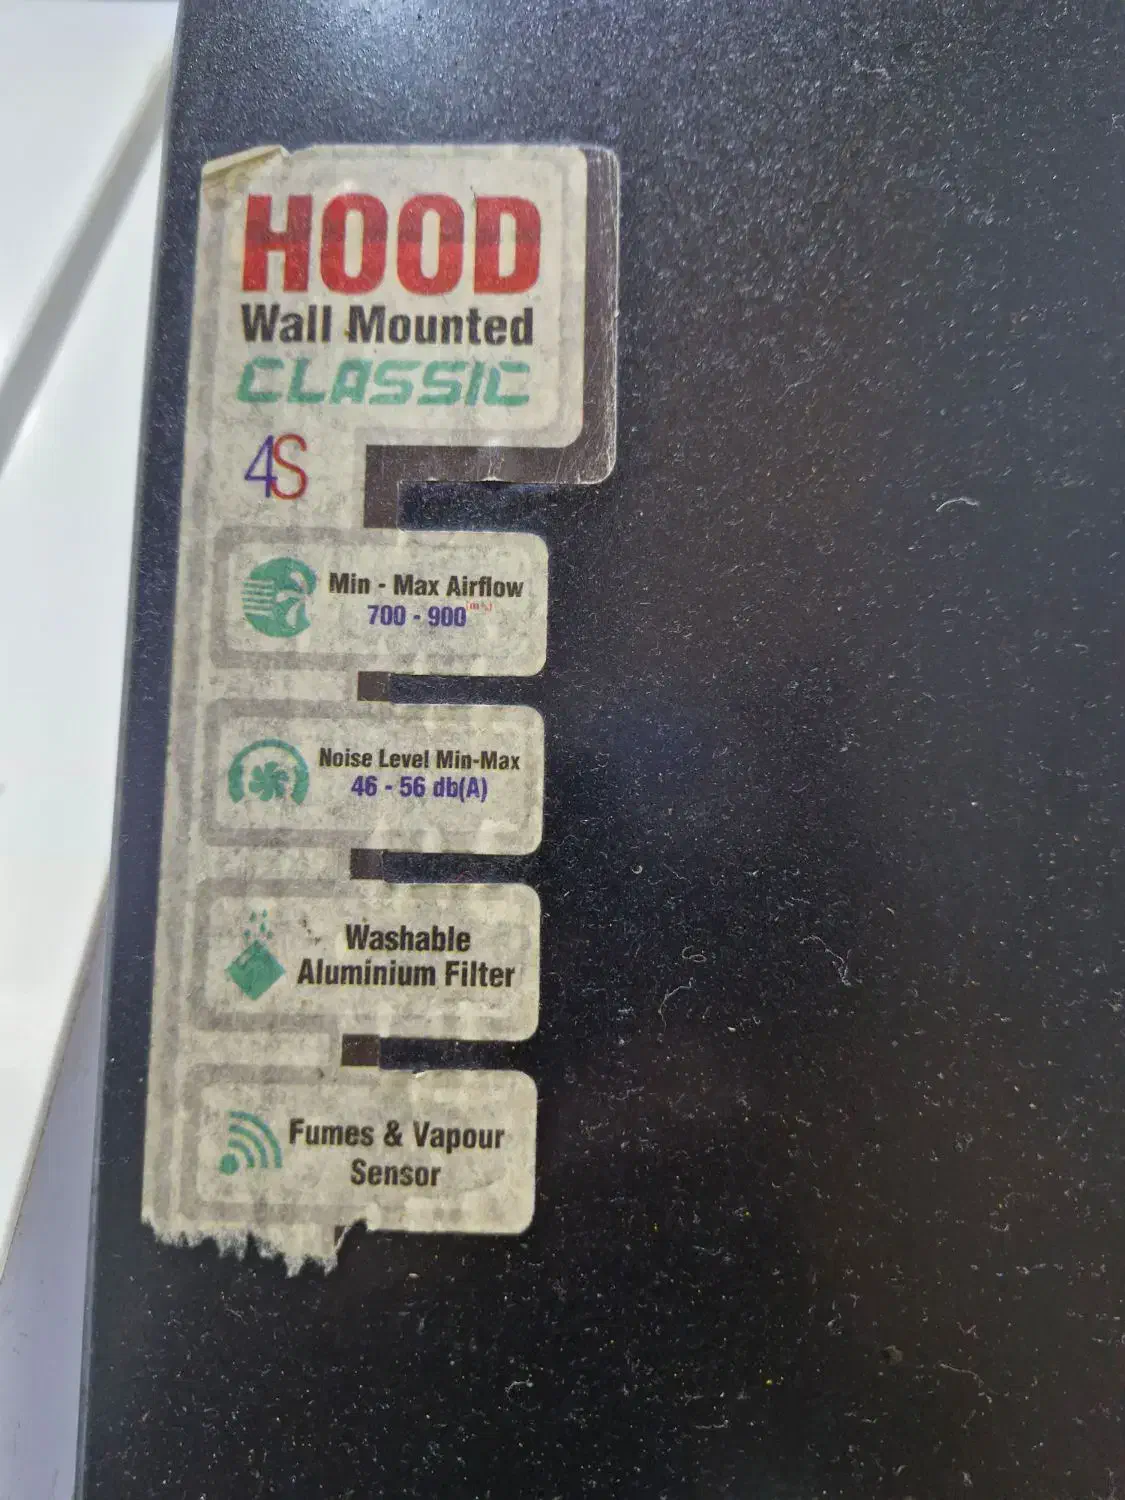 HOOD
Wall Mounted
CLASSIC
4S
Min - Max Airflow
700 - 900
Noise Level Min-Max
46 - 56 db(A)
Washable
Aluminium Filter
Fumes & Vapour
Sensor